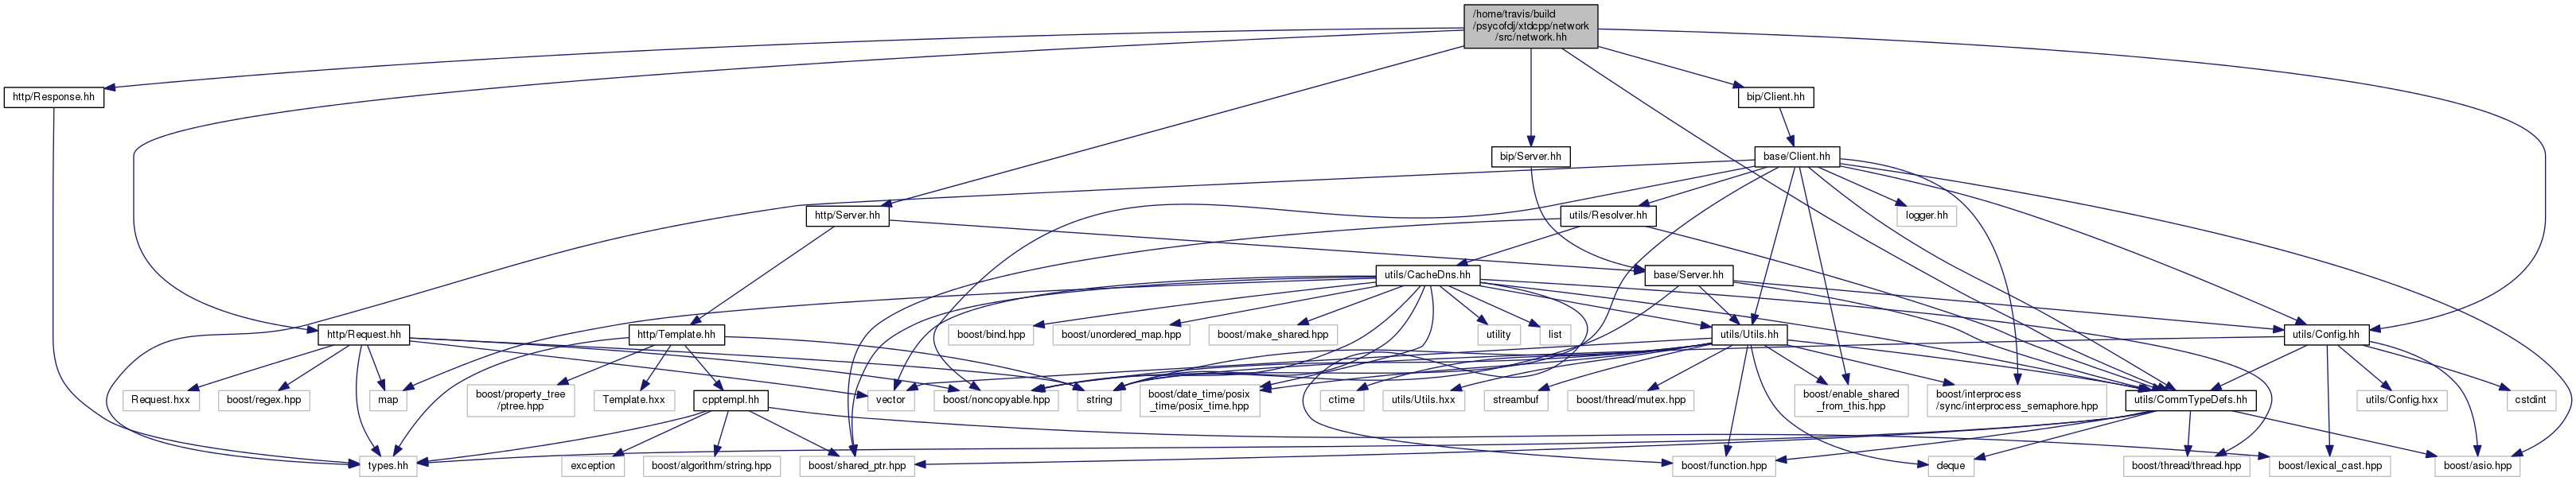 /home/travis/build
/psycofdj/xtdcpp/network
/src/network.hh
http/Response.hh
bip/Client.hh
bip/Server.hh
base/Client.hh
http/Server.hh
utils/Resolver.hh
logger.hh
utils/CacheDns.hh
base/Server.hh
http/Request.hh
http/Template.hh
boost/bind.hpp
boost/unordered_map.hpp
boost/make_shared.hpp
utility
list
utils/Utils.hh
utils/Config.hh
Request.hxx
boost/regex.hpp
map
boost/property_tree
/ptree.hpp
Template.hxx
cpptempl.hh
vector
boost/noncopyable.hpp
string
boost/date_time/posix
_time/posix_time.hpp
ctime
utils/Utils.hxx
streambuf
boost/thread/mutex.hpp
boost/enable_shared
_from_this.hpp
boost/interprocess
/sync/interprocess_semaphore.hpp
utils/CommTypeDefs.hh
utils/Config.hxx
cstdint
types.hh
exception
boost/algorithm/string.hpp
boost/shared_ptr.hpp
boost/function.hpp
deque
boost/thread/thread.hpp
boost/lexical_cast.hpp
boost/asio.hpp